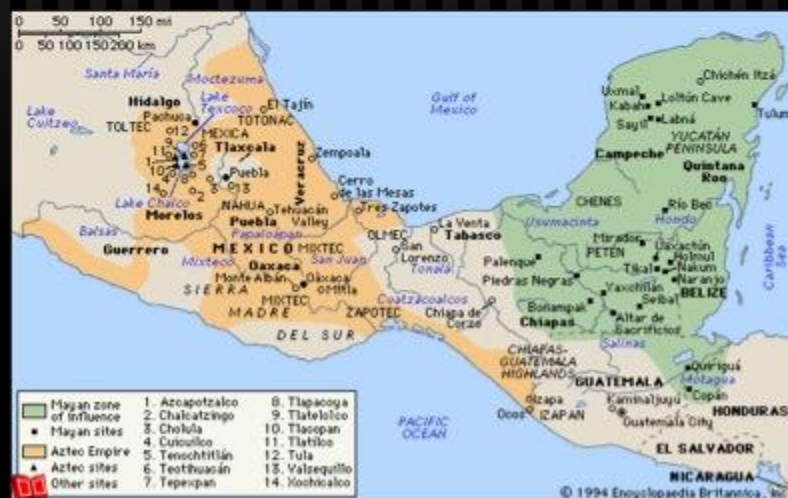 0 50 100 150 mi
0 50 100 150 200 km
Santa María
Moctezuma
Gulf of
Mexico
Chichén Itzá
Uxmal
Kabah
Loltún Cave
Labná
Sayil
Tulum
YUCATÁN
PENINSULA
Campeche
Quintana
Roo
Lake
Cuitzeo
Hidalgo
Lake
Texcoco
Pachuca
TOLTEC
MEXICA
El Tajín
TOTONAC
Tlaxcala
Puebla
Veracruz
Zempoala
Cerro
de las Mesas
Tres Zapotes
Lake Chalco
Morelos
NAHUA
Puebla
Tehuacán
Valley
Papaloápan
Balsas
Guerrero
MEXICO
MIXTEC
Mixteco
San Juan
Oaxaca
Monte Albán
Oaxaca
Mitla
MIXTEC
ZAPOTEC
SIERRA
MADRE
DEL SUR
OLMEC
La Venta
San
Lorenzo
Tabasco
Tonalá
Coatzácoalcos
Chiapa de
Corzo
CHENES
Río Bec
Hondo
Usumacinta
Mirador
PETÉN
Uaxactún
Holmul
Tikal
Nakum
Naranjo
Palenque
Piedras Negras
Yaxchilán
Seibal
BELIZE
Bonampak
Altar de
Sacrificios
Chiapas
Salinas
Caribbean
Sea
CHIAPAS-
GUATEMALA
HIGHLANDS
Quiriguá
Motagua
Copán
GUATEMALA
Kaminaljuyú
Guatemala City
HONDURAS
Izapa
Ocos
IZAPAN
EL SALVADOR
NICARAGUA
PACIFIC
OCEAN
Mayan zone
of influence
Mayan sites
Aztec Empire
Aztec sites
Other sites
1. Azcapotzalco
2. Chalcatzingo
3. Cholula
4. Cuicuilco
5. Tenochtitlán
6. Teotihuacán
7. Tepexpan
8. Tlapacoya
9. Tlatelolco
10. Tlacopan
11. Tlatilco
12. Tula
13. Valsequillo
14. Xochicalco
© 1994 Encyclopaedia Britannica, Inc